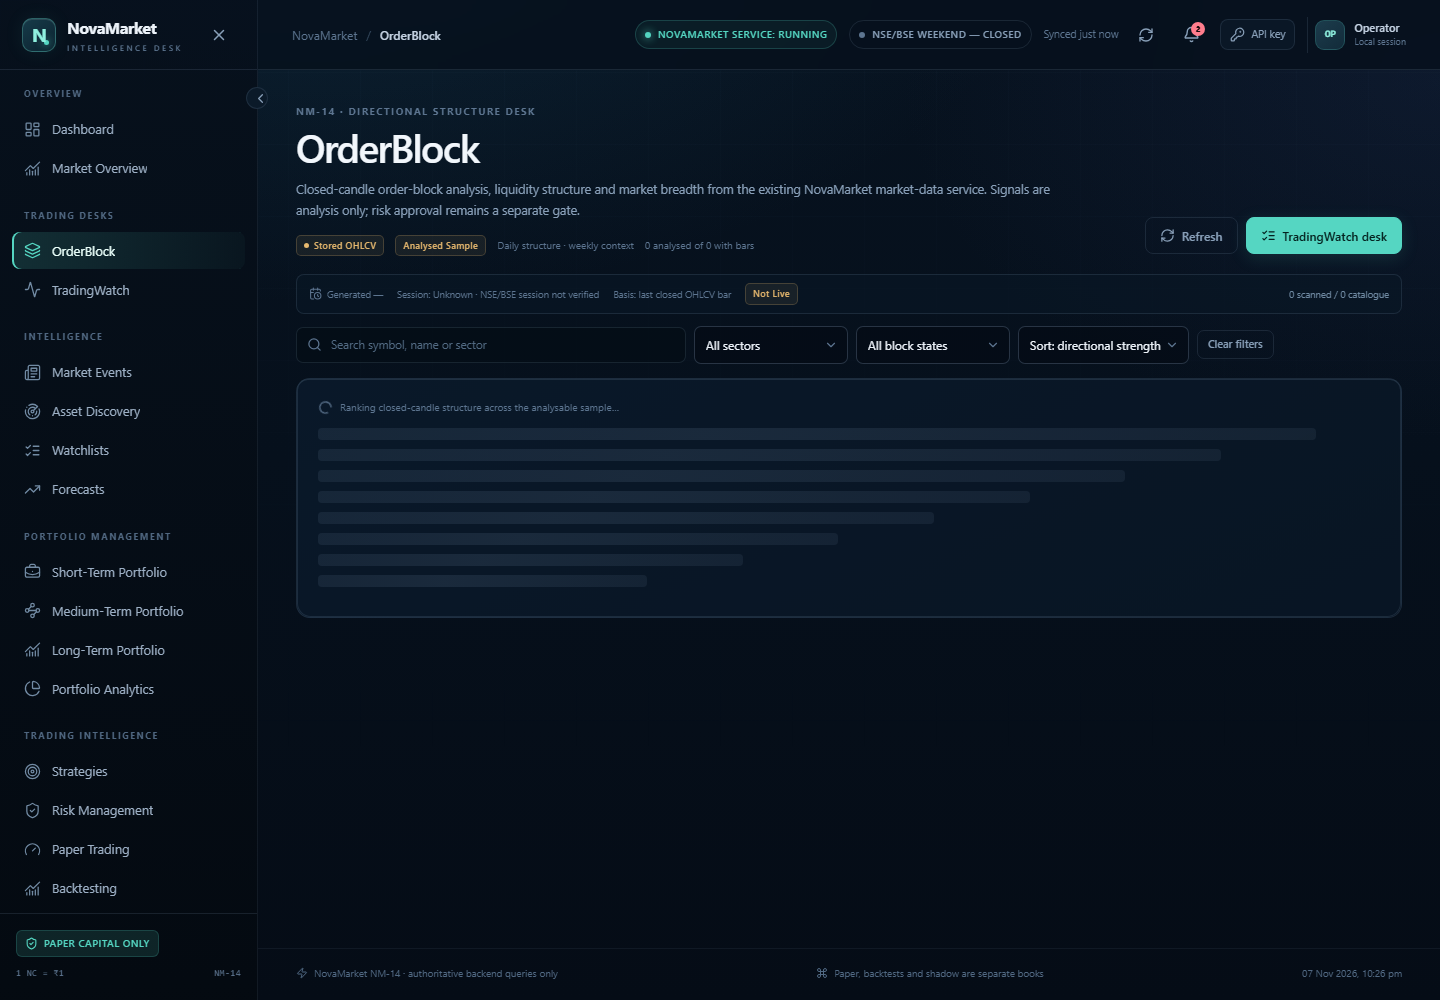 NovaMarket
INTELLIGENCE DESK
NovaMarket / OrderBlock
NOVAMARKET SERVICE: RUNNING
NSE/BSE WEEKEND — CLOSED
Synced just now
2
API key
OP
Operator
Local session
OVERVIEW
Dashboard
Market Overview
TRADING DESKS
OrderBlock
TradingWatch
INTELLIGENCE
Market Events
Asset Discovery
Watchlists
Forecasts
PORTFOLIO MANAGEMENT
Short-Term Portfolio
Medium-Term Portfolio
Long-Term Portfolio
Portfolio Analytics
TRADING INTELLIGENCE
Strategies
Risk Management
Paper Trading
Backtesting
PAPER CAPITAL ONLY
1 NC = ₹1
NM-14
NM-14 · DIRECTIONAL STRUCTURE DESK
OrderBlock
Closed-candle order-block analysis, liquidity structure and market breadth from the existing NovaMarket market-data service. Signals are
analysis only; risk approval remains a separate gate.
Stored OHLCV
Analysed Sample
Daily structure · weekly context
0 analysed of 0 with bars
Refresh
TradingWatch desk
Generated —
Session: Unknown · NSE/BSE session not verified
Basis: last closed OHLCV bar
Not Live
0 scanned / 0 catalogue
Search symbol, name or sector
All sectors
All block states
Sort: directional strength
Clear filters
Ranking closed-candle structure across the analysable sample…
NovaMarket NM-14 · authoritative backend queries only
Paper, backtests and shadow are separate books
07 Nov 2026, 10:26 pm